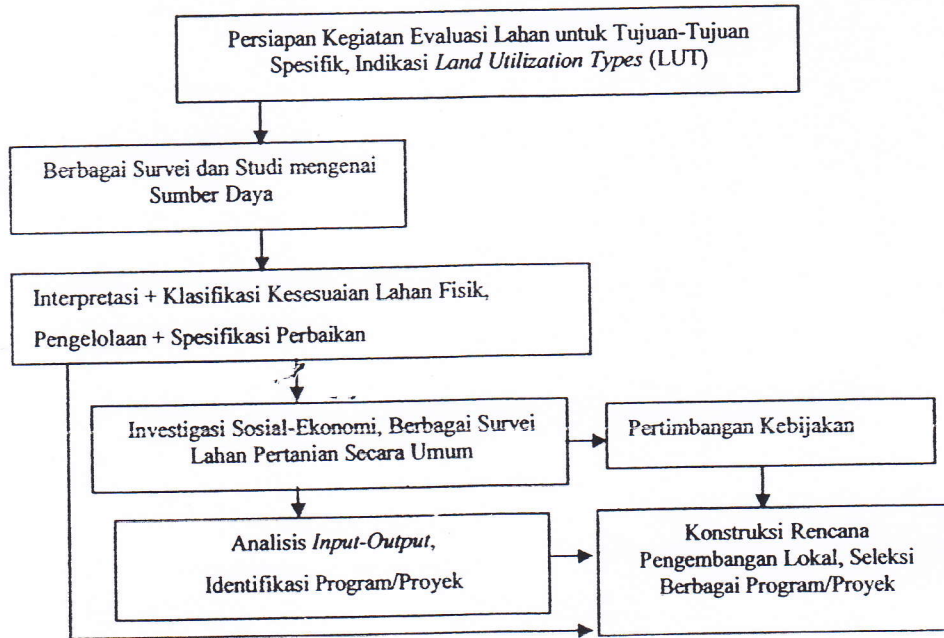 Persiapan Kegiatan Evaluasi Lahan untuk Tujuan-Tujuan
Spesifik, Indikasi Land Utilization Types (LUT)
Berbagai Survei dan Studi mengenai
Sumber Daya
Interpretasi + Klasifikasi Kesesuaian Lahan Fisik,
Pengelolaan + Spesifikasi Perbaikan
Investigasi Sosial-Ekonomi, Berbagai Survei
Lahan Pertanian Secara Umum
Pertimbangan Kebijakan
Analisis Input-Output,
Identifikasi Program/Proyek
Konstruksi Rencana
Pengembangan Lokal, Seleksi
Berbagai Program/Proyek